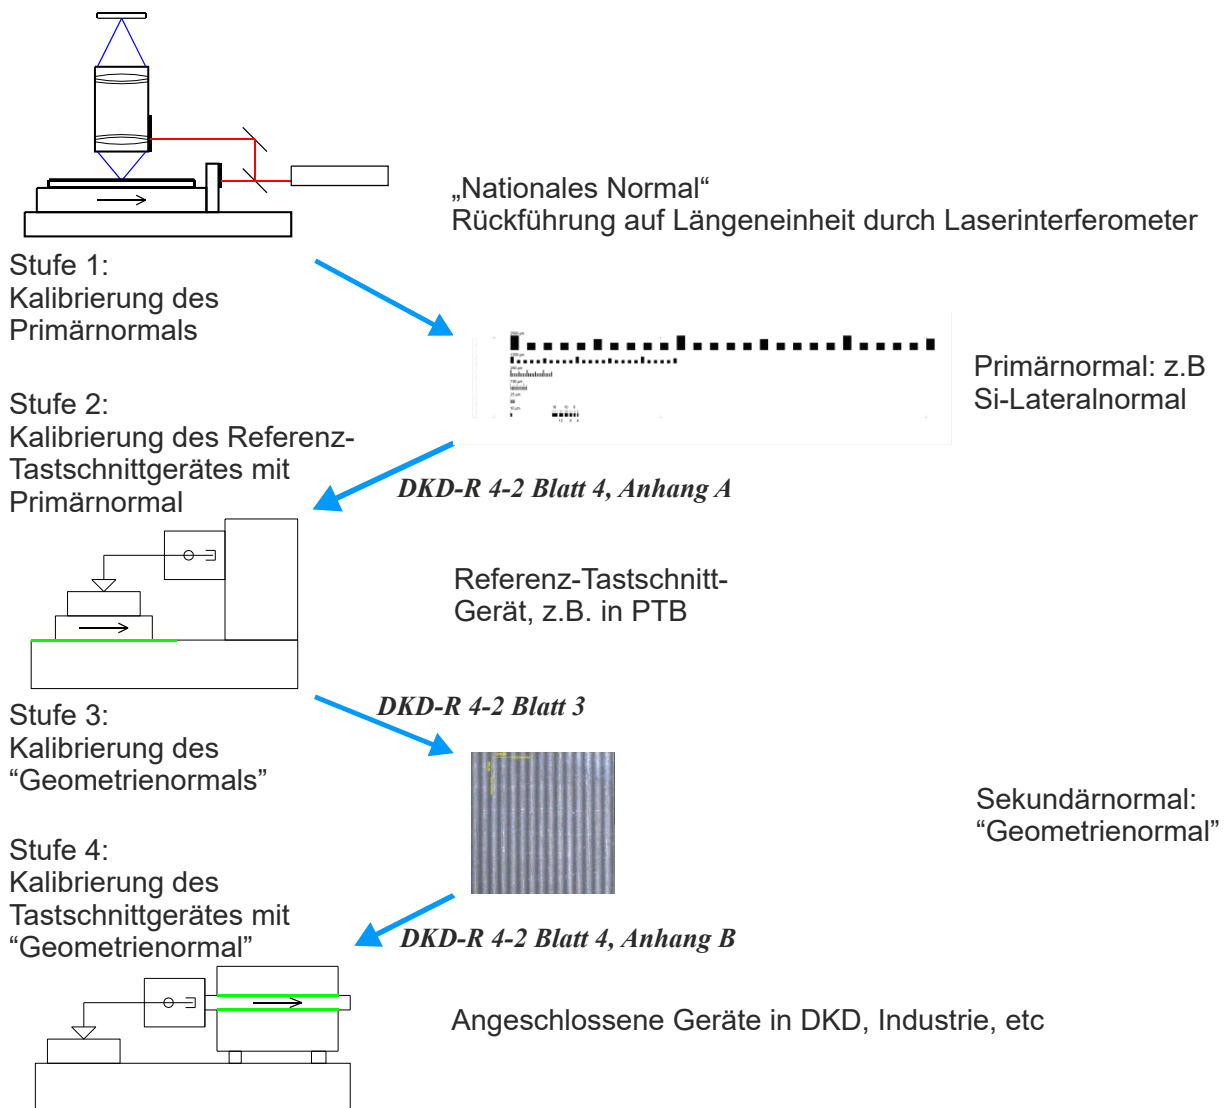 „Nationales Normal“
Rückführung auf Längeneinheit durch Laserinterferometer
Stufe 1:
Kalibrierung des
Primärnormals
Primärnormal: z.B
Si-Lateralnormal
Stufe 2:
Kalibrierung des Referenz-
Tastschnittgerätes mit
Primärnormal
DKD-R 4-2 Blatt 4, Anhang A
Referenz-Tastschnitt-
Gerät, z.B. in PTB
Stufe 3:
Kalibrierung des
“Geometrienormals”
DKD-R 4-2 Blatt 3
Sekundärnormal:
“Geometrienormal”
Stufe 4:
Kalibrierung des
Tastschnittgerätes mit
“Geometrienormal”
DKD-R 4-2 Blatt 4, Anhang B
Angeschlossene Geräte in DKD, Industrie, etc